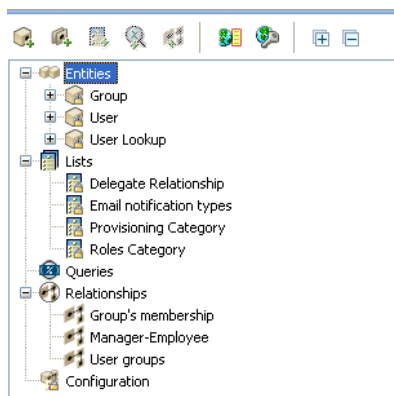 Entities
Group
User
User Lookup
Lists
Delegate Relationship
Email notification types
Provisioning Category
Roles Category
Queries
Relationships
Group's membership
Manager-Employee
User groups
Configuration